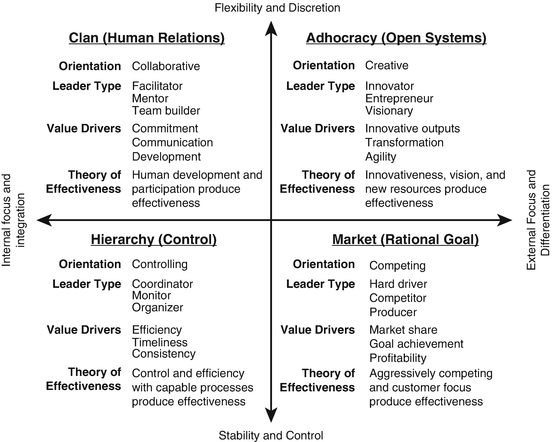 Flexibility and Discretion
Clan (Human Relations)
Orientation Collaborative
Leader Type Facilitator
Mentor
Team builder
Value Drivers Commitment
Communication
Development
Theory of Human development and
Effectiveness participation produce
effectiveness
Adhocracy (Open Systems)
Orientation Creative
Leader Type Innovator
Entrepreneur
Visionary
Value Drivers Innovative outputs
Transformation
Agility
Theory of Innovativeness, vision, and
Effectiveness new resources produce
effectiveness
Internal focus and
integration
External Focus and
Differentiation
Hierarchy (Control)
Orientation Controlling
Leader Type Coordinator
Monitor
Organizer
Value Drivers Efficiency
Timeliness
Consistency
Theory of Control and efficiency
Effectiveness with capable processes
produce effectiveness
Market (Rational Goal)
Orientation Competing
Leader Type Hard driver
Competitor
Producer
Value Drivers Market share
Goal achievement
Profitability
Theory of Aggressively competing
Effectiveness and customer focus
produce effectiveness
Stability and Control